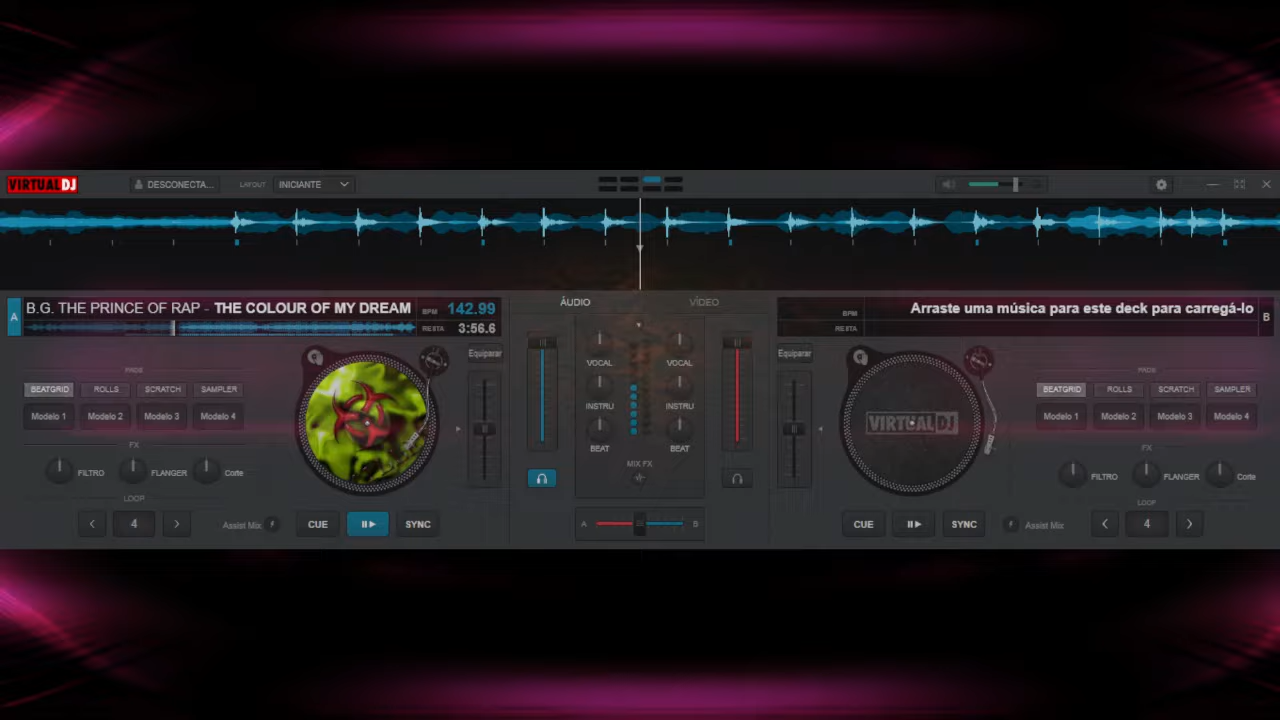 VIRTUALDJ
DESCONECTA...
LAYOUT
INICIANTE
A
B.G. THE PRINCE OF RAP - THE COLOUR OF MY DREAM
BPM 142.99
RESTA 3:56.6
ÁUDIO
VÍDEO
BPM
RESTA
Arraste uma música para este deck para carregá-lo
B
PADS
BEATGRID ROLLS SCRATCH SAMPLER
Modelo 1 Modelo 2 Modelo 3 Modelo 4
FX
FILTRO FLANGER Corte
LOOP
4
Assist Mix
CUE
SYNC
Equiparar
VOCAL VOCAL
INSTRU INSTRU
BEAT BEAT
MIX FX
A B
Equiparar
VIRTUALDJ
PADS
BEATGRID ROLLS SCRATCH SAMPLER
Modelo 1 Modelo 2 Modelo 3 Modelo 4
FX
FILTRO FLANGER Corte
LOOP
CUE
SYNC
Assist Mix
4